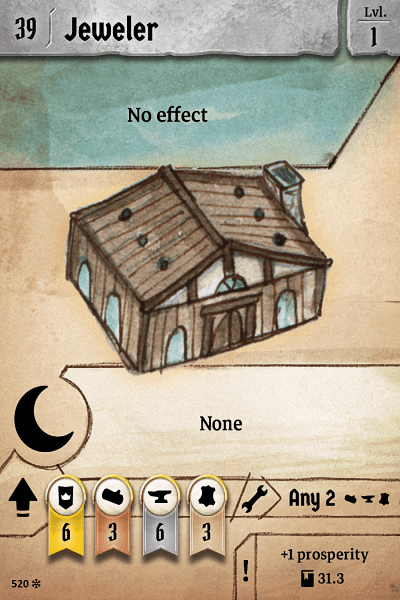 39 Jeweler
Lvl.
1
No effect
None
6 3 6 3 Any 2
+1 prosperity
! 31.3
520